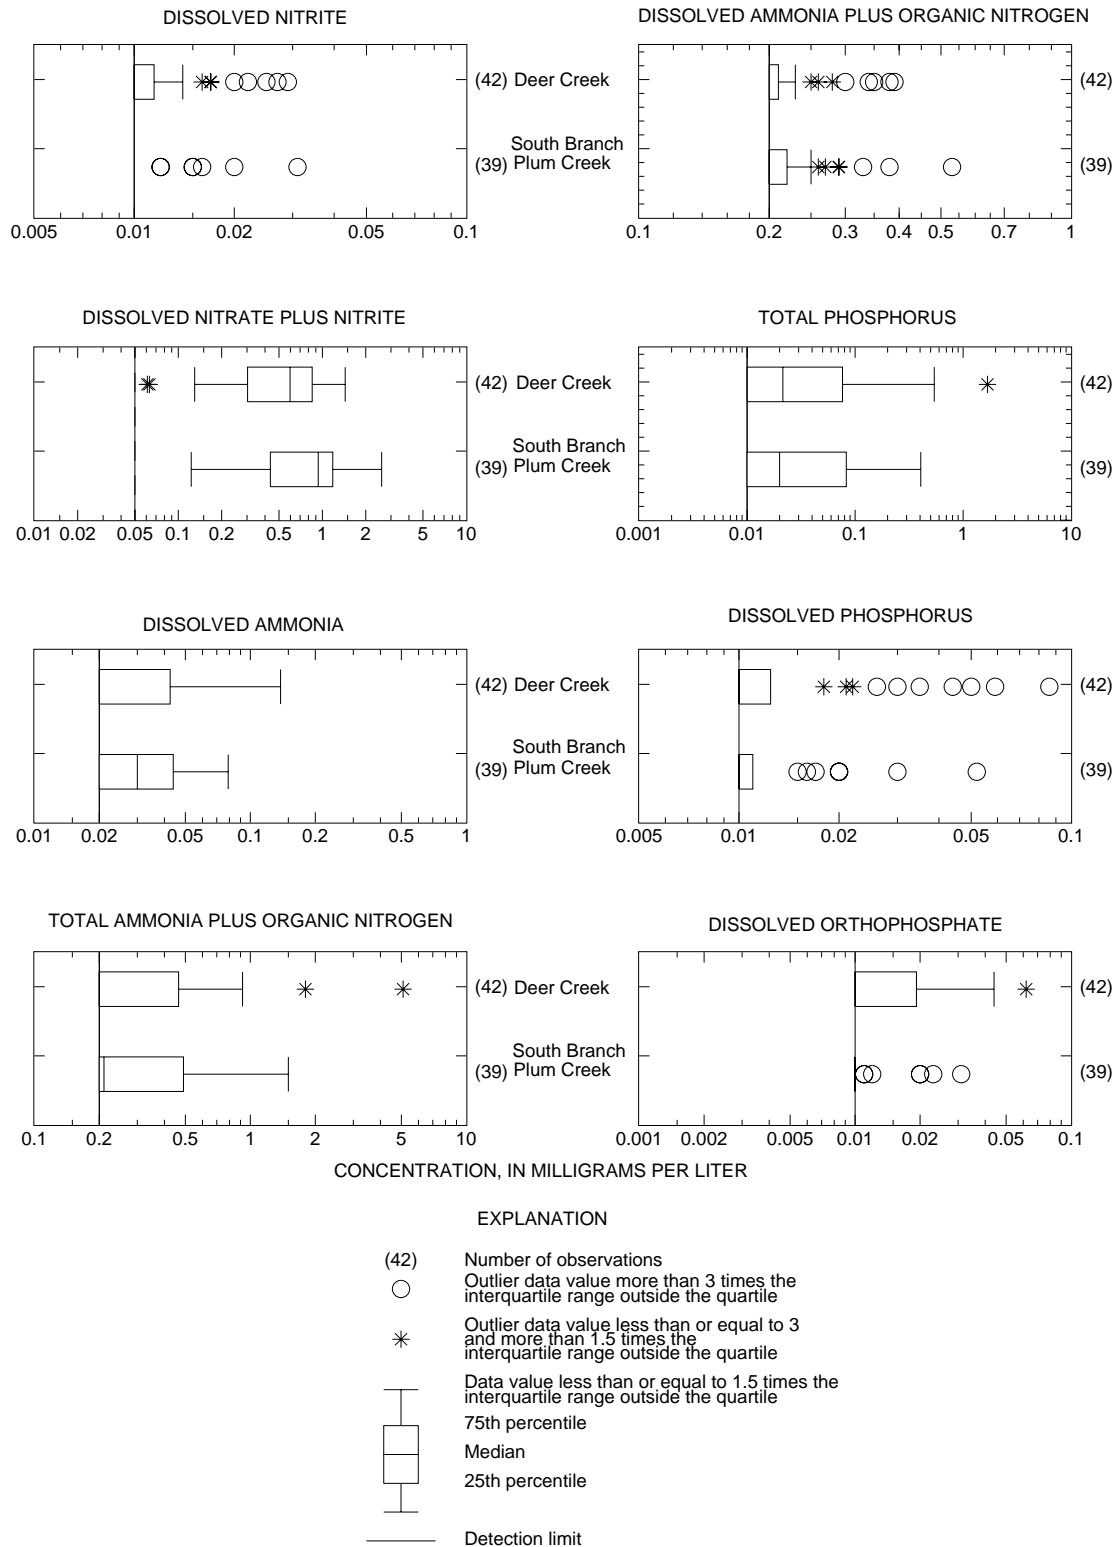 DISSOLVED NITRITE
DISSOLVED AMMONIA PLUS ORGANIC NITROGEN
(42) Deer Creek
(42)
South Branch
(39) Plum Creek
(39)
0.005 0.01 0.02 0.05 0.1
0.1 0.2 0.3 0.4 0.5 0.7 1
DISSOLVED NITRATE PLUS NITRITE
TOTAL PHOSPHORUS
(42) Deer Creek
(42)
South Branch
(39) Plum Creek
(39)
0.01 0.02 0.05 0.1 0.2 0.5 1 2 5 10
0.001 0.01 0.1 1 10
DISSOLVED AMMONIA
DISSOLVED PHOSPHORUS
(42) Deer Creek
(42)
South Branch
(39) Plum Creek
(39)
0.01 0.02 0.05 0.1 0.2 0.5 1
0.005 0.01 0.02 0.05 0.1
TOTAL AMMONIA PLUS ORGANIC NITROGEN
DISSOLVED ORTHOPHOSPHATE
(42) Deer Creek
(42)
South Branch
(39) Plum Creek
(39)
0.1 0.2 0.5 1 2 5 10
0.001 0.002 0.005 0.01 0.02 0.05 0.1
CONCENTRATION, IN MILLIGRAMS PER LITER
EXPLANATION
(42) Number of observations
Outlier data value more than 3 times the
interquartile range outside the quartile
Outlier data value less than or equal to 3
and more than 1.5 times the
interquartile range outside the quartile
Data value less than or equal to 1.5 times the
interquartile range outside the quartile
75th percentile
Median
25th percentile
Detection limit